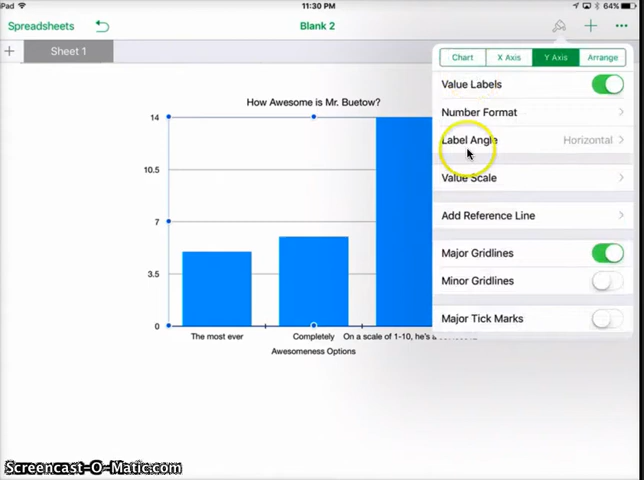 Pad
11:30 PM
64%
Spreadsheets
Blank 2
Sheet 1
Chart
X Axis
Y Axis
Arrange
Value Labels
Number Format
Label Angle
Horizontal
Value Scale
Add Reference Line
Major Gridlines
Minor Gridlines
Major Tick Marks
How Awesome is Mr. Buetow?
14
10.5
7
3.5
0
The most ever
Completely
On a scale of 1-10, he's
Awesomeness Options
Screencast-O-Matic.com